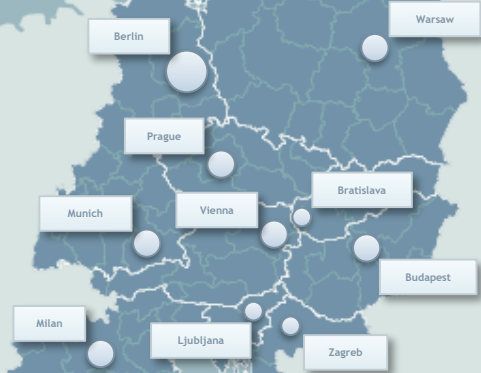 Warsaw
Berlin
Prague
Bratislava
Munich
Vienna
Budapest
Milan
Ljubljana
Zagreb